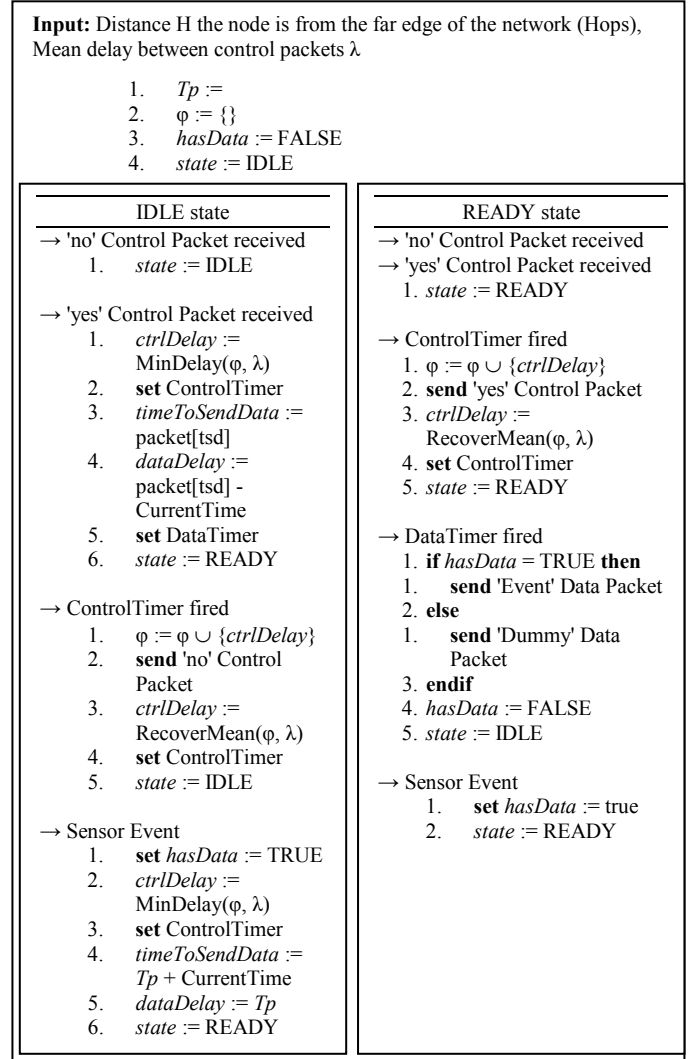 Input: Distance H the node is from the far edge of the network (Hops),
Mean delay between control packets λ
1. Tp :=
2. φ := {}
3. hasData := FALSE
4. state := IDLE
IDLE state
→ 'no' Control Packet received
1. state := IDLE
→ 'yes' Control Packet received
1. ctrlDelay :=
MinDelay(φ, λ)
2. set ControlTimer
3. timeToSendData :=
packet[tsd]
4. dataDelay :=
packet[tsd] -
CurrentTime
5. set DataTimer
6. state := READY
→ ControlTimer fired
1. φ := φ ∪ {ctrlDelay}
2. send 'no' Control
Packet
3. ctrlDelay :=
RecoverMean(φ, λ)
4. set ControlTimer
5. state := IDLE
→ Sensor Event
1. set hasData := TRUE
2. ctrlDelay :=
MinDelay(φ, λ)
3. set ControlTimer
4. timeToSendData :=
Tp + CurrentTime
5. dataDelay := Tp
6. state := READY
READY state
→ 'no' Control Packet received
→ 'yes' Control Packet received
1. state := READY
→ ControlTimer fired
1. φ := φ ∪ {ctrlDelay}
2. send 'yes' Control Packet
3. ctrlDelay :=
RecoverMean(φ, λ)
4. set ControlTimer
5. state := READY
→ DataTimer fired
1. if hasData = TRUE then
1. send 'Event' Data Packet
2. else
1. send 'Dummy' Data
Packet
3. endif
4. hasData := FALSE
5. state := IDLE
→ Sensor Event
1. set hasData := true
2. state := READY